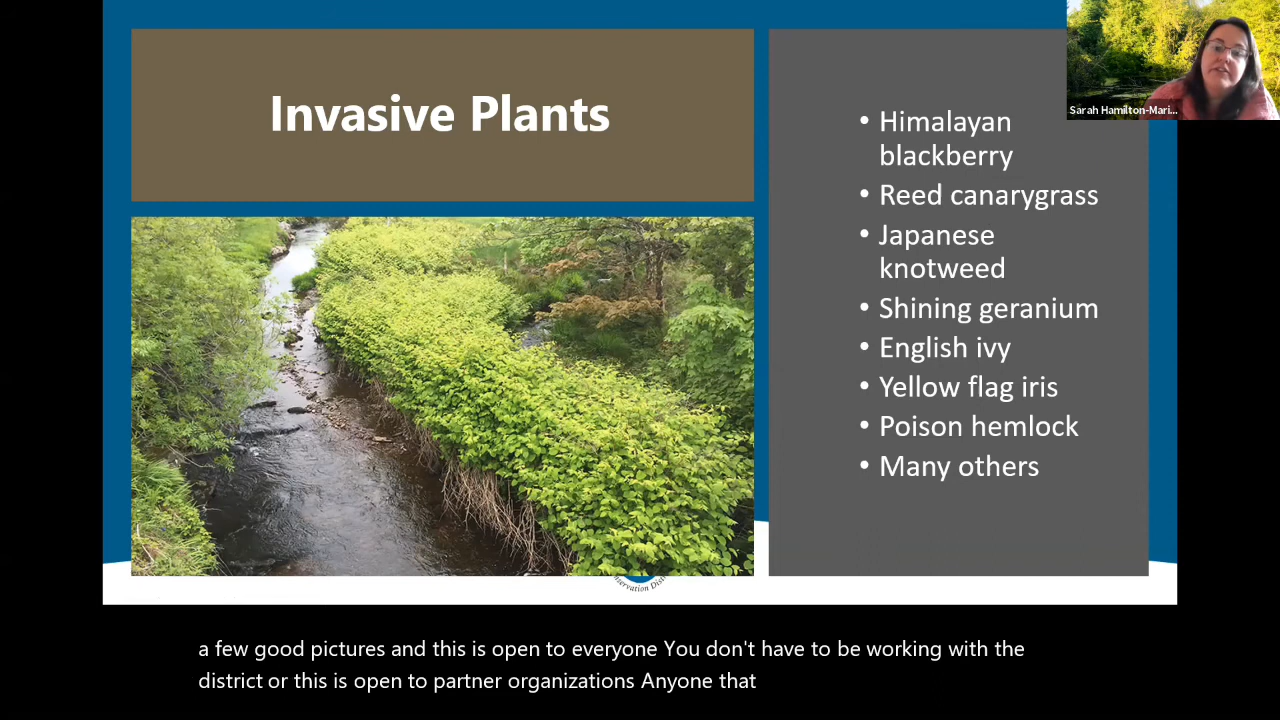 Invasive Plants
Sarah Hamilton-Mari...
• Himalayan
blackberry
• Reed canarygrass
• Japanese
knotweed
• Shining geranium
• English ivy
• Yellow flag iris
• Poison hemlock
• Many others
a few good pictures and this is open to everyone You don't have to be working with the
district or this is open to partner organizations Anyone that